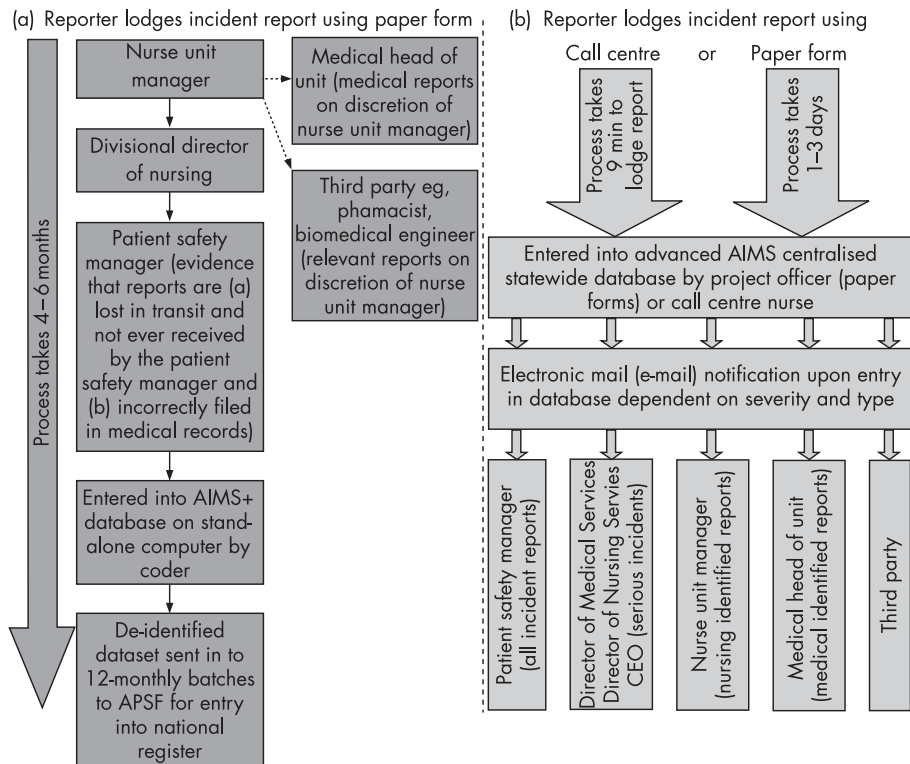 (a) Reporter lodges incident report using paper form
Process takes 4–6 months
Nurse unit
manager
Medical head of
unit (medical reports
on discretion of
nurse unit manager)
Divisional director
of nursing
Third party eg,
phamacist,
biomedical engineer
(relevant reports on
discretion of nurse
unit manager)
Patient safety
manager (evidence
that reports are (a)
lost in transit and
not ever received
by the patient
safety manager and
(b) incorrectly filed
in medical records)
Entered into AIMS+
database on stand-
alone computer by
coder
De-identified
dataset sent in to
12-monthly batches
to APSF for entry
into national
register
(b) Reporter lodges incident report using
Call centre or Paper form
Process takes
9 min to
lodge report
Process takes
1–3 days
Entered into advanced AIMS centralised
statewide database by project officer (paper
forms) or call centre nurse
Electronic mail (e-mail) notification upon entry
in database dependent on severity and type
Patient safety manager
(all incident reports)
Director of Medical Services
Director of Nursing Servies
CEO (serious incidents)
Nurse unit manager
(nursing identified reports)
Medical head of unit
(medical identified reports)
Third party